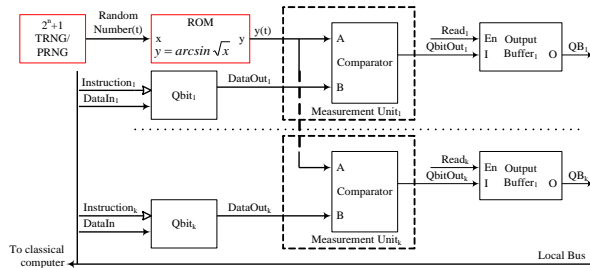 2ⁿ+1
TRNG/
PRNG
Random
Number(t)
ROM
x
y
y = arcsin √x
y(t)
A
Comparator
B
Measurement Unit₁
Read₁
QbitOut₁
En
I
Output
Buffer₁
O
QB₁
Instruction₁
DataIn₁
Qbit₁
DataOut₁
A
Comparator
B
Measurement Unitₖ
Readₖ
QbitOutₖ
En
I
Output
Buffer₁
O
QBₖ
Instructionₖ
DataIn
Qbitₖ
DataOutₖ
To classical
computer
Local Bus